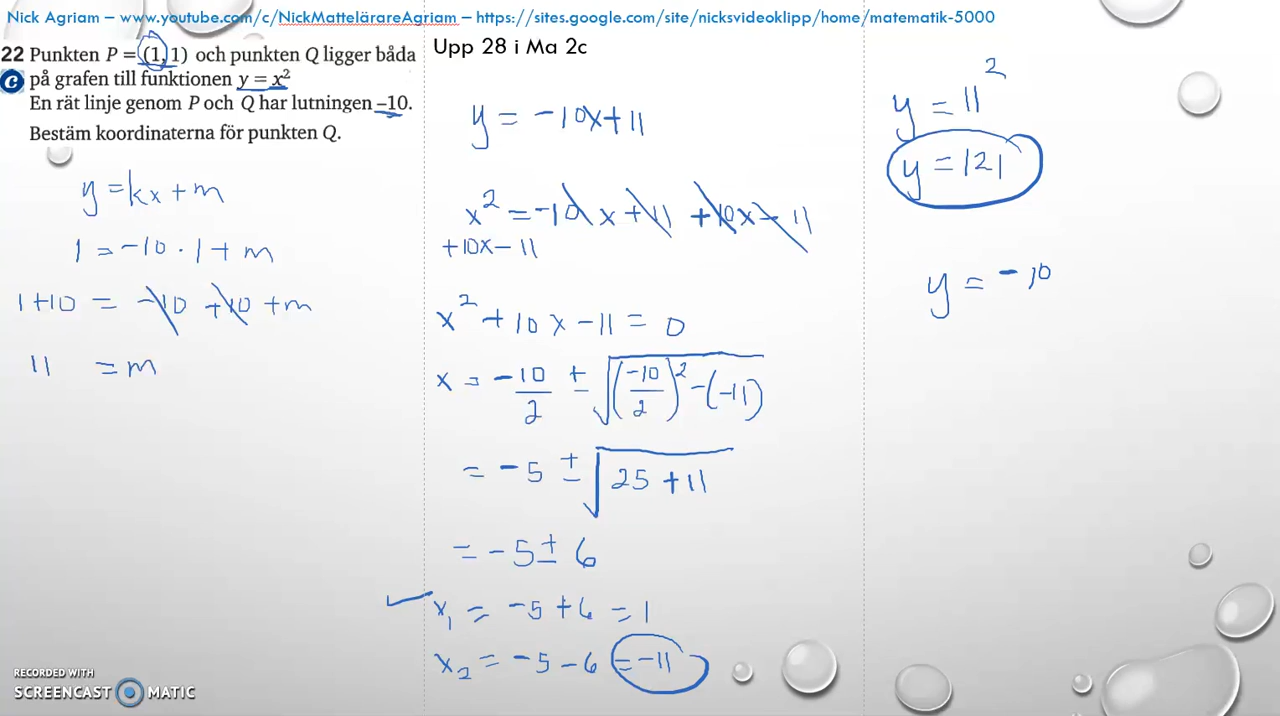 Nick Agriam – www.youtube.com/c/NickMattelärareAgriam – https://sites.google.com/site/nicksvideoklipp/home/matematik-5000
22 Punkten P = (1, 1) och punkten Q ligger båda
C på grafen till funktionen y = x²
En rät linje genom P och Q har lutningen –10.
Bestäm koordinaterna för punkten Q.
y = kx + m
1 = -10 · 1 + m
1+10 = -10 +10 + m
11 = m
Upp 28 i Ma 2c
y = -10x + 11
x² = -10x + 11 + 10x - 11
+10x - 11
x² + 10x - 11 = 0
x = -10/2 ± √((-10/2)² - (-11))
= -5 ± √(25 + 11)
= -5 ± 6
x₁ = -5 + 6 = 1
x₂ = -5 - 6 = -11
y = 11²
y = 121
y = -10
RECORDED WITH
SCREENCAST MATIC